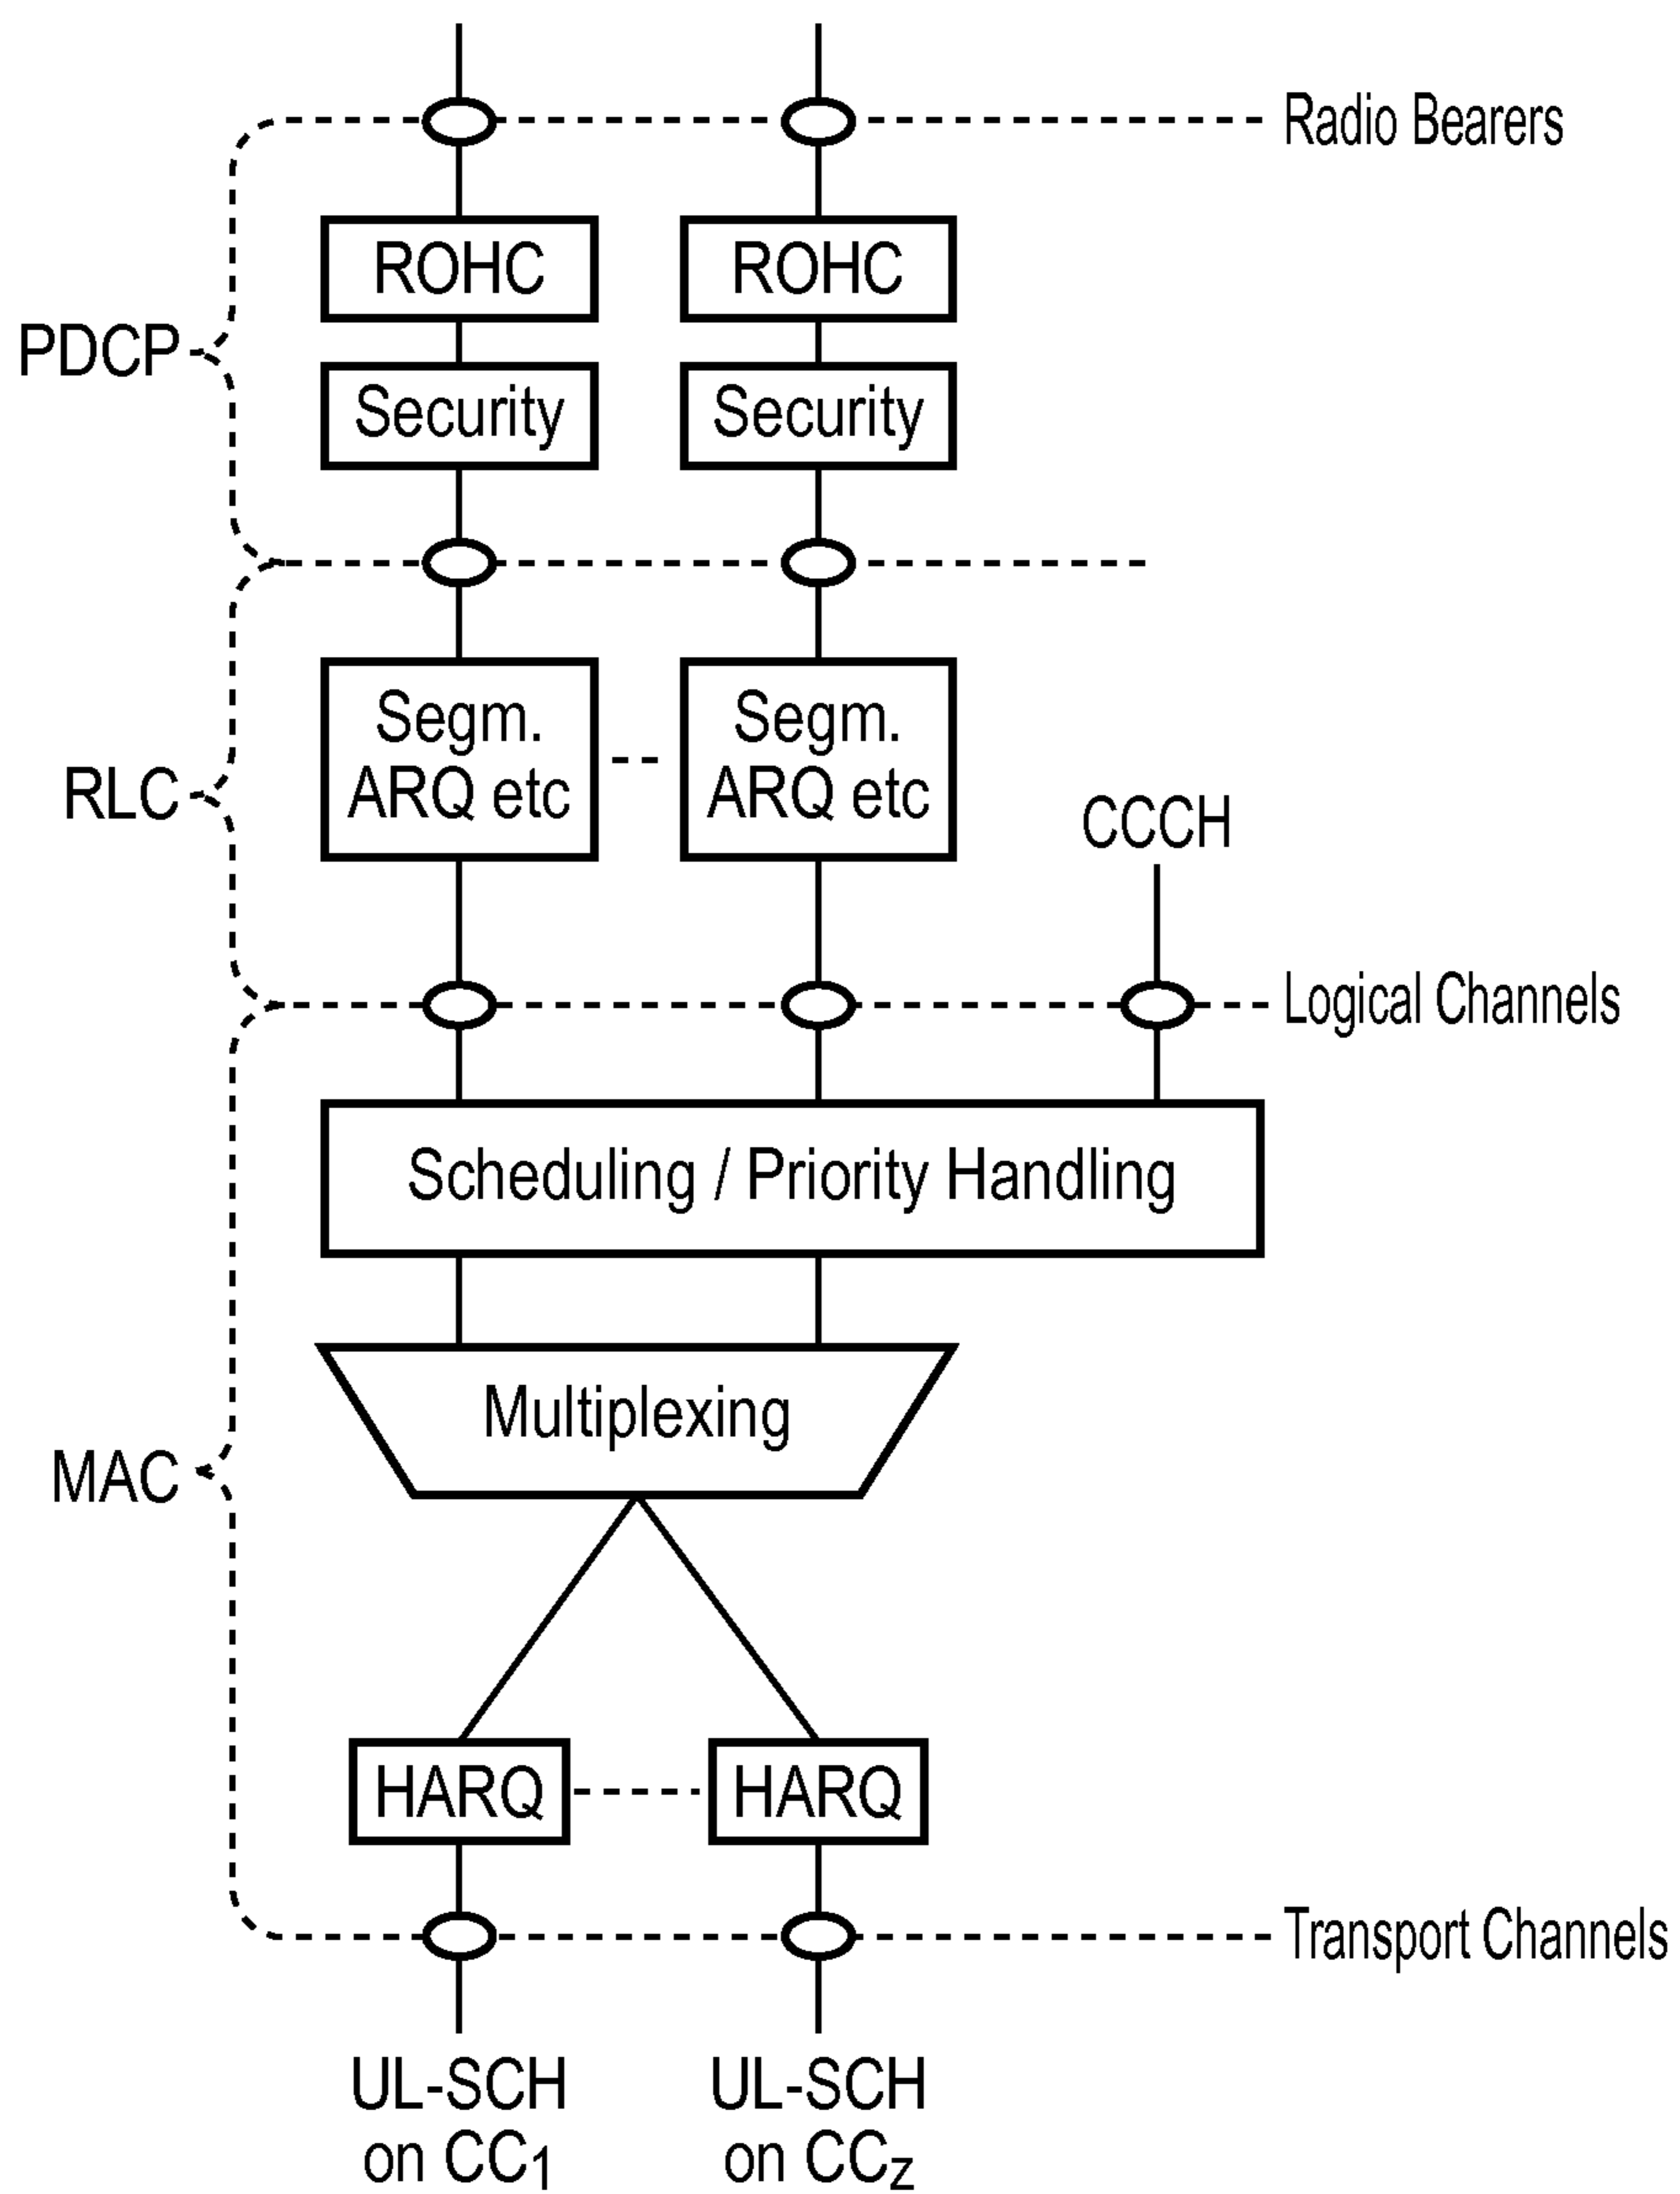 Radio Bearers
ROHC ROHC
PDCP
Security Security
Segm. Segm.
ARQ etc ARQ etc
RLC
CCCH
Logical Channels
Scheduling / Priority Handling
Multiplexing
MAC
HARQ HARQ
Transport Channels
UL-SCH UL-SCH
on CC1 on CCz